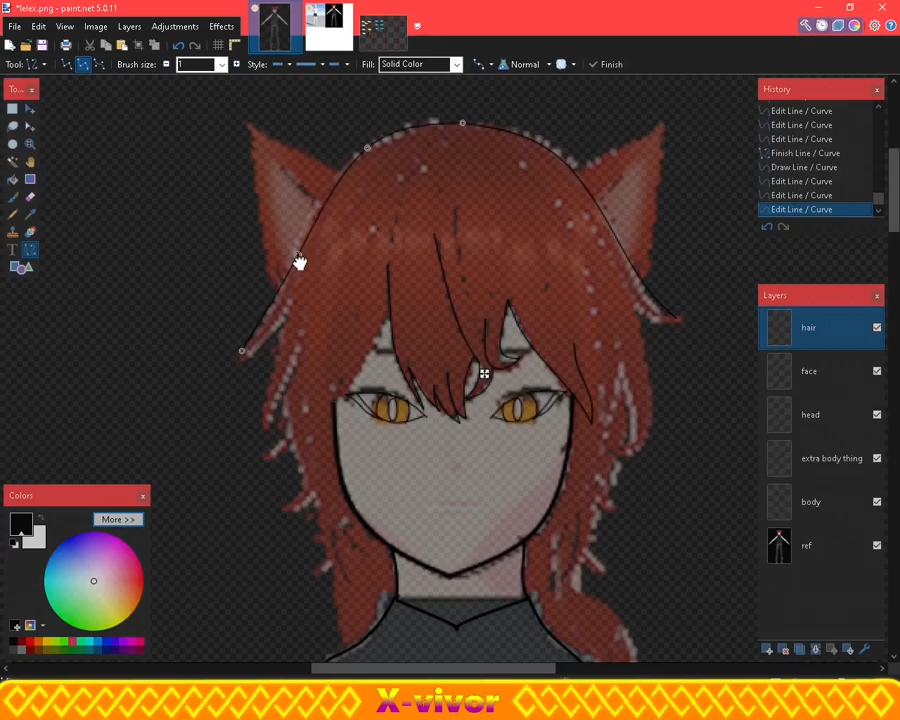 *felex.png - paint.net 5.0.11
File Edit View Image Layers Adjustments Effects
Tool: Brush size: 1 Style: Fill: Solid Color Normal Finish
To...
History
Edit Line / Curve
Edit Line / Curve
Edit Line / Curve
Finish Line / Curve
Draw Line / Curve
Edit Line / Curve
Edit Line / Curve
Edit Line / Curve
Layers
hair
face
head
extra body thing
body
ref
Colors
More >>
X-vivor